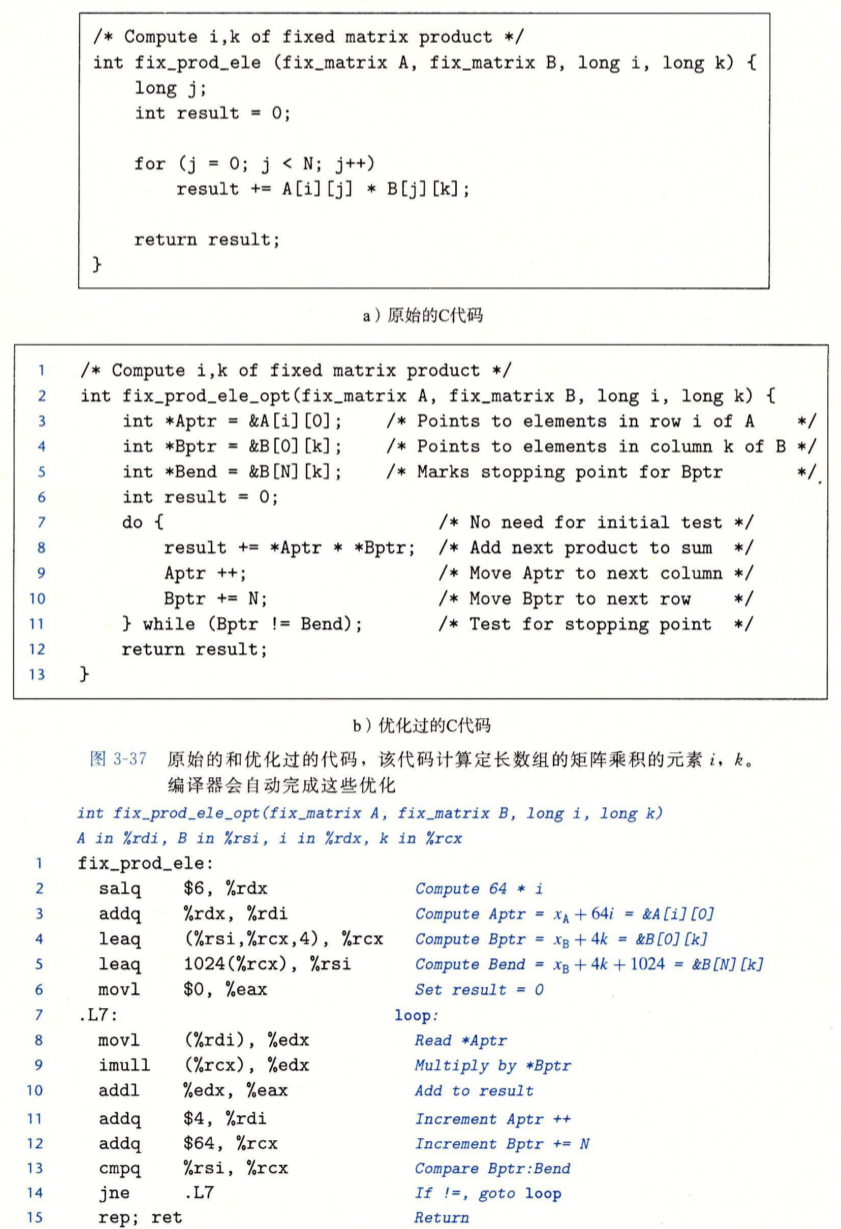 /* Compute i,k of fixed matrix product */
int fix_prod_ele (fix_matrix A, fix_matrix B, long i, long k) {
    long j;
    int result = 0;

    for (j = 0; j < N; j++)
        result += A[i][j] * B[j][k];

    return result;
}
a）原始的C代码
1 /* Compute i,k of fixed matrix product */
2 int fix_prod_ele_opt(fix_matrix A, fix_matrix B, long i, long k) {
3     int *Aptr = &A[i][0];    /* Points to elements in row i of A     */
4     int *Bptr = &B[0][k];    /* Points to elements in column k of B */
5     int *Bend = &B[N][k];    /* Marks stopping point for Bptr        */
6     int result = 0;
7     do {                          /* No need for initial test */
8         result += *Aptr * *Bptr;  /* Add next product to sum  */
9         Aptr ++;                  /* Move Aptr to next column */
10         Bptr += N;                /* Move Bptr to next row    */
11     } while (Bptr != Bend);       /* Test for stopping point  */
12     return result;
13 }
b）优化过的C代码
图 3-37 原始的和优化过的代码，该代码计算定长数组的矩阵乘积的元素 i，k。
编译器会自动完成这些优化
int fix_prod_ele_opt(fix_matrix A, fix_matrix B, long i, long k)
A in %rdi, B in %rsi, i in %rdx, k in %rcx
1 fix_prod_ele:
2   salq    $6, %rdx    Compute 64 * i
3   addq    %rdx, %rdi    Compute Aptr = xA + 64i = &A[i][0]
4   leaq    (%rsi,%rcx,4), %rcx    Compute Bptr = xB + 4k = &B[0][k]
5   leaq    1024(%rcx), %rsi    Compute Bend = xB + 4k + 1024 = &B[N][k]
6   movl    $0, %eax    Set result = 0
7 .L7:    loop:
8   movl    (%rdi), %edx    Read *Aptr
9   imull    (%rcx), %edx    Multiply by *Bptr
10   addl    %edx, %eax    Add to result
11   addq    $4, %rdi    Increment Aptr ++
12   addq    $64, %rcx    Increment Bptr += N
13   cmpq    %rsi, %rcx    Compare Bptr:Bend
14   jne    .L7    If !=, goto loop
15   rep; ret    Return